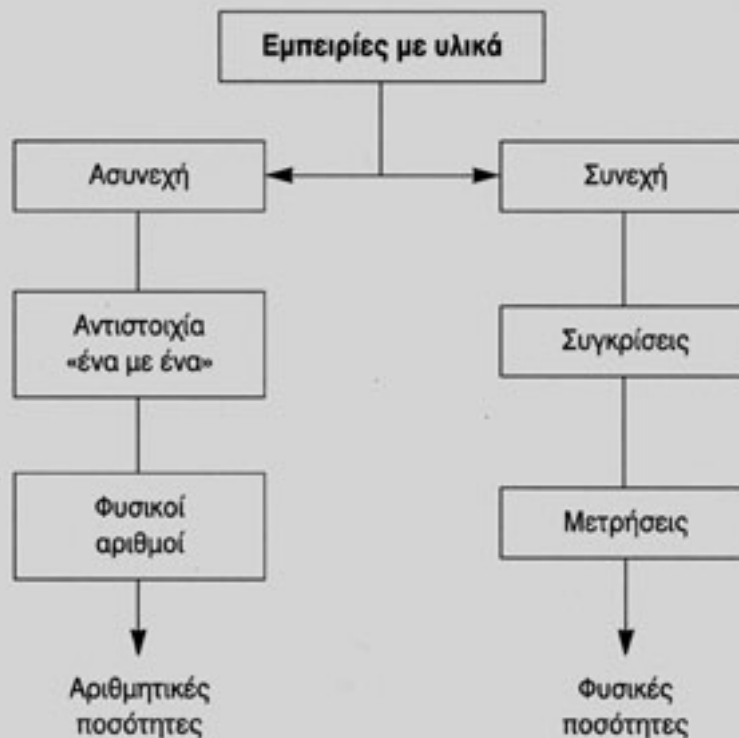 Εμπειρίες με υλικά
Ασυνεχή
Συνεχή
Αντιστοιχία
«ένα με ένα»
Συγκρίσεις
Φυσικοί
αριθμοί
Μετρήσεις
Αριθμητικές
ποσότητες
Φυσικές
ποσότητες